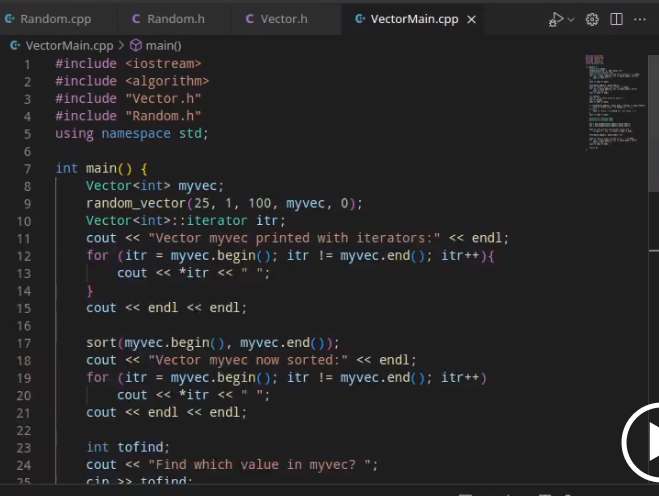 Random.cpp Random.h Vector.h VectorMain.cpp
VectorMain.cpp > main()
1 #include <iostream>
2 #include <algorithm>
3 #include "Vector.h"
4 #include "Random.h"
5 using namespace std;
6
7 int main() {
8 Vector<int> myvec;
9 random_vector(25, 1, 100, myvec, 0);
10 Vector<int>::iterator itr;
11 cout << "Vector myvec printed with iterators:" << endl;
12 for (itr = myvec.begin(); itr != myvec.end(); itr++){
13 cout << *itr << " ";
14 }
15 cout << endl << endl;
16
17 sort(myvec.begin(), myvec.end());
18 cout << "Vector myvec now sorted:" << endl;
19 for (itr = myvec.begin(); itr != myvec.end(); itr++)
20 cout << *itr << " ";
21 cout << endl << endl;
22
23 int tofind;
24 cout << "Find which value in myvec? ";
25 cin >> tofind;